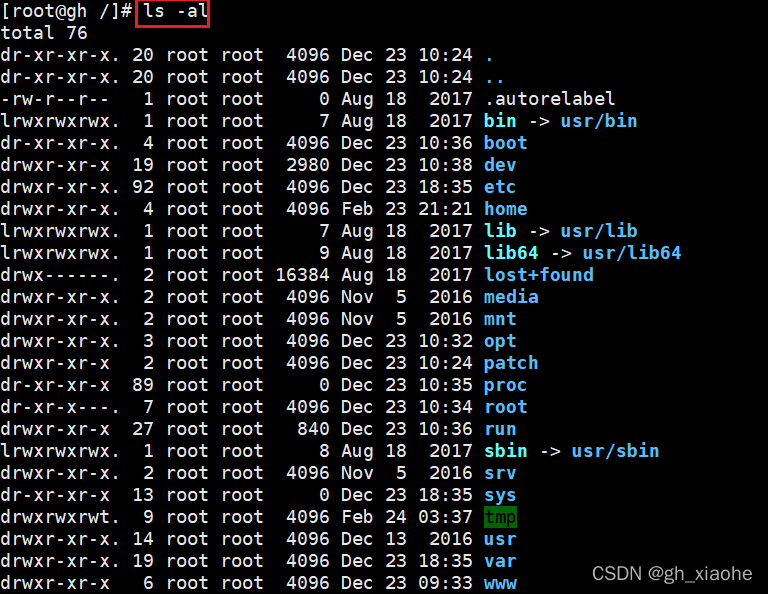 [root@gh /]# ls -al
total 76
dr-xr-xr-x. 20 root root  4096 Dec 23 10:24 .
dr-xr-xr-x. 20 root root  4096 Dec 23 10:24 ..
-rw-r--r--   1 root root     0 Aug 18  2017 .autorelabel
lrwxrwxrwx.  1 root root     7 Aug 18  2017 bin -> usr/bin
dr-xr-xr-x.  4 root root  4096 Dec 23 10:36 boot
drwxr-xr-x  19 root root  2980 Dec 23 10:38 dev
drwxr-xr-x. 92 root root  4096 Dec 23 18:35 etc
drwxr-xr-x.  4 root root  4096 Feb 23 21:21 home
lrwxrwxrwx.  1 root root     7 Aug 18  2017 lib -> usr/lib
lrwxrwxrwx.  1 root root     9 Aug 18  2017 lib64 -> usr/lib64
drwx------.  2 root root 16384 Aug 18  2017 lost+found
drwxr-xr-x.  2 root root  4096 Nov  5  2016 media
drwxr-xr-x.  2 root root  4096 Nov  5  2016 mnt
drwxr-xr-x.  3 root root  4096 Dec 23 10:32 opt
drwxr-xr-x   2 root root  4096 Dec 23 10:24 patch
dr-xr-xr-x  89 root root     0 Dec 23 10:35 proc
dr-xr-x---.  7 root root  4096 Dec 23 10:34 root
drwxr-xr-x  27 root root   840 Dec 23 10:36 run
lrwxrwxrwx.  1 root root     8 Aug 18  2017 sbin -> usr/sbin
drwxr-xr-x.  2 root root  4096 Nov  5  2016 srv
dr-xr-xr-x  13 root root     0 Dec 23 18:35 sys
drwxrwxrwt.  9 root root  4096 Feb 24 03:37 tmp
drwxr-xr-x. 14 root root  4096 Dec 13  2016 usr
drwxr-xr-x. 19 root root  4096 Dec 23 18:35 var
drwxr-xr-x   6 root root  4096 Dec 23 09:33 www
CSDN @gh_xiaohe